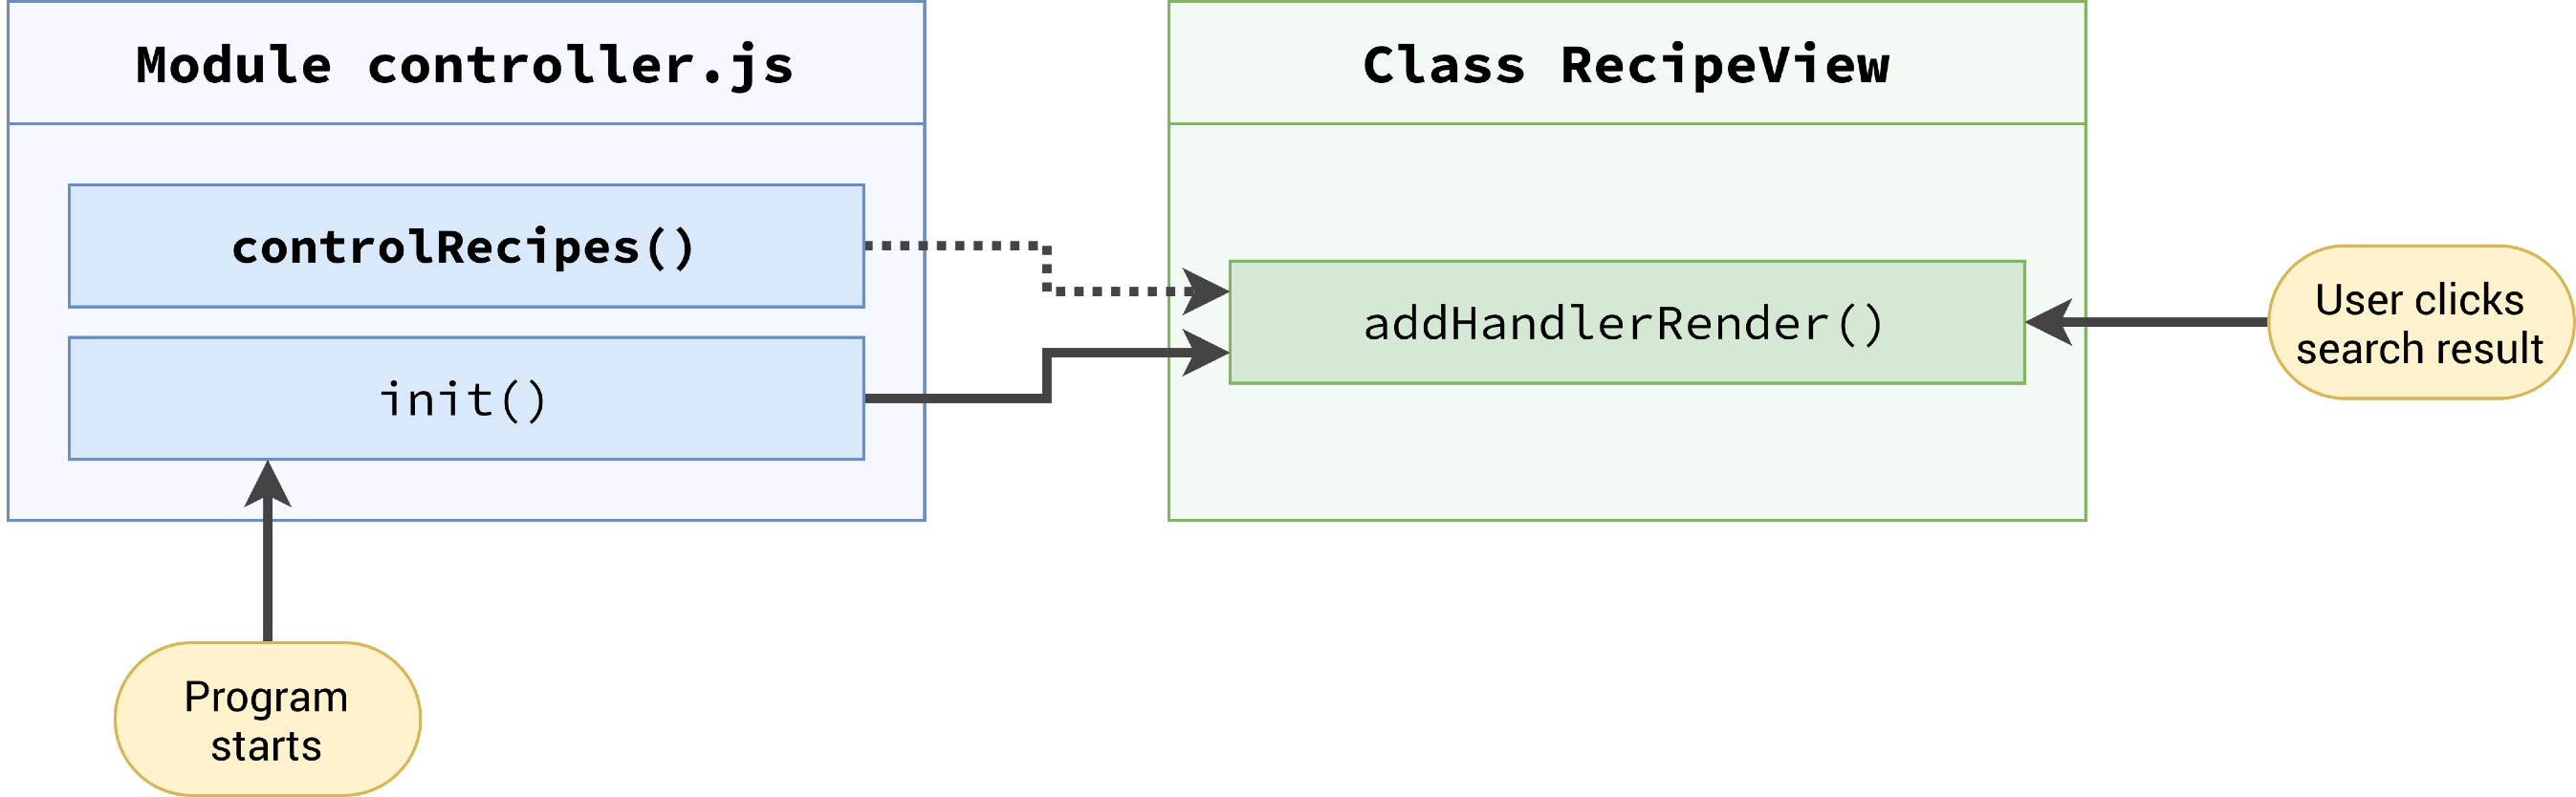 Module controller.js
controlRecipes()
init()
Program
starts
Class RecipeView
addHandlerRender()
User clicks
search result